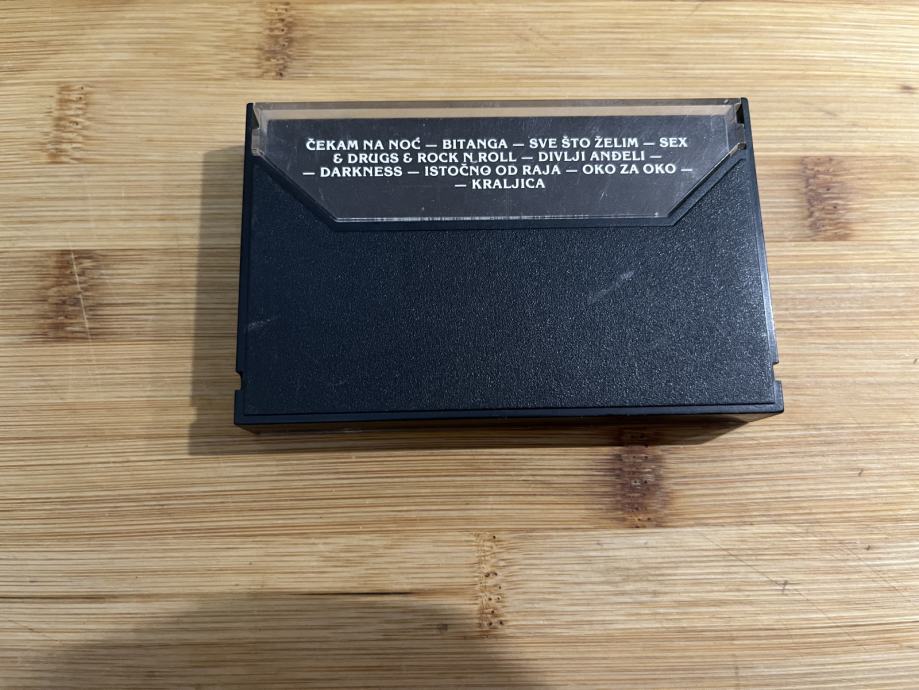 ČEKAM NA NOĆ – BITANGA – SVE ŠTO ŽELIM – SEX
& DRUGS & ROCK N ROLL – DIVLJI ANĐELI –
– DARKNESS – ISTOČNO OD RAJA – OKO ZA OKO –
– KRALJICA